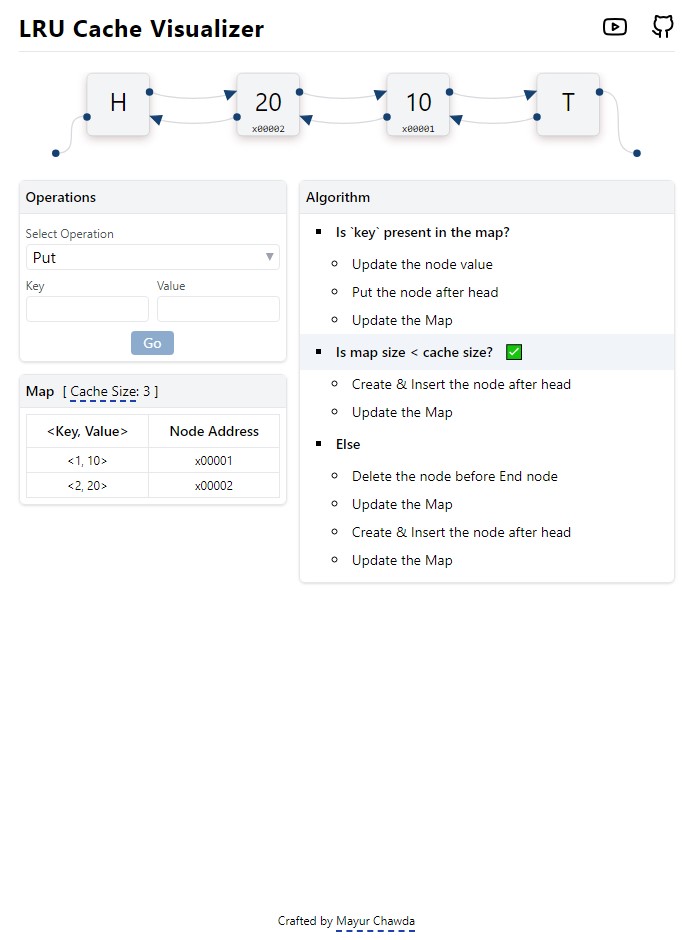 LRU Cache Visualizer
H
20
x00002
10
x00001
T
Operations
Select Operation
Put
Key
Value
Go
Map [ Cache Size: 3 ]
<Key, Value> Node Address
<1, 10> x00001
<2, 20> x00002
Algorithm
Is `key` present in the map?
Update the node value
Put the node after head
Update the Map
Is map size < cache size? ✅
Create & Insert the node after head
Update the Map
Else
Delete the node before End node
Update the Map
Create & Insert the node after head
Update the Map
Crafted by Mayur Chawda